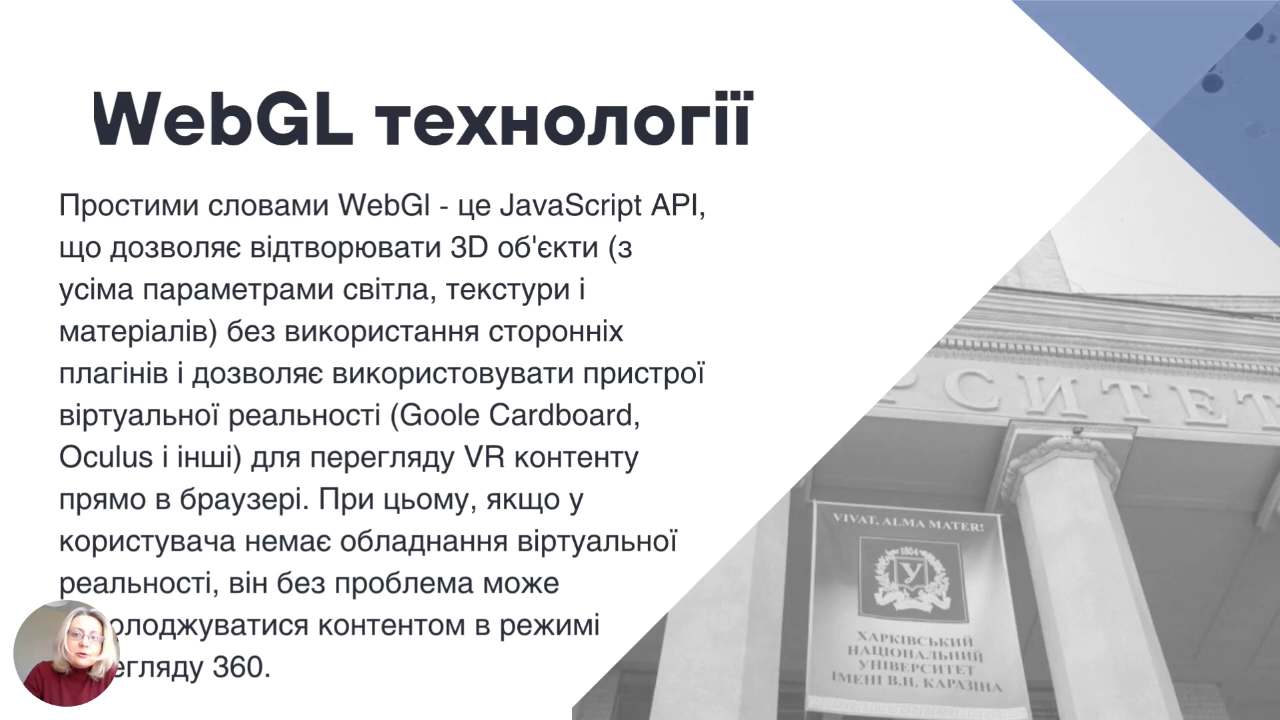 WebGL технології
Простими словами WebGl - це JavaScript API,
що дозволяє відтворювати 3D об'єкти (з
усіма параметрами світла, текстури і
матеріалів) без використання сторонніх
плагінів і дозволяє використовувати пристрої
віртуальної реальності (Goole Cardboard,
Oculus і інші) для перегляду VR контенту
прямо в браузері. При цьому, якщо у
користувача немає обладнання віртуальної
реальності, він без проблема може
контентом в режимі
360.
VIVAT, ALMA MATER!
1804
У
ХАРКІВСЬКИЙ
НАЦІОНАЛЬНИЙ
УНІВЕРСИТЕТ
ІМЕНІ В.Н. КАРАЗІНА